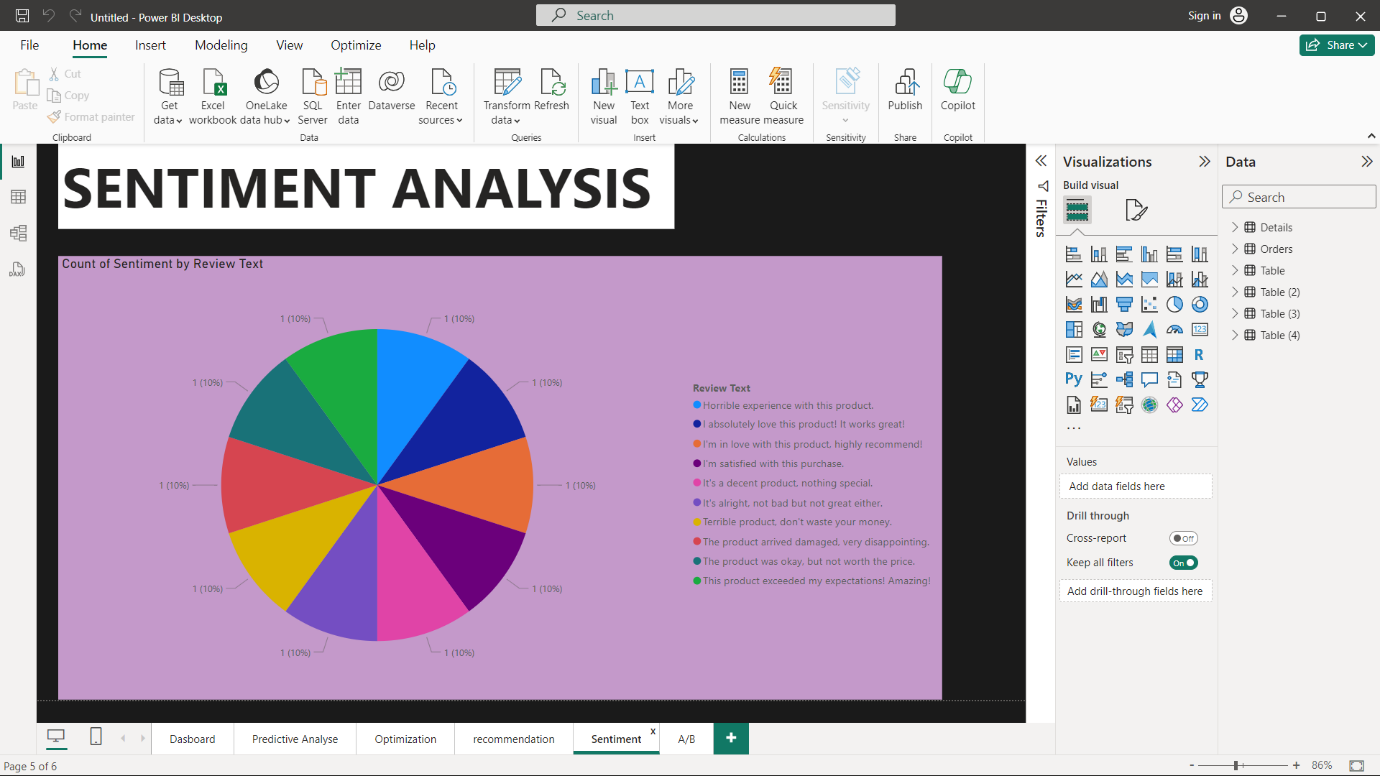 Untitled - Power BI Desktop
Search
Sign in
File Home Insert Modeling View Optimize Help
Share
Paste
Cut
Copy
Format painter
Clipboard
Get data
Excel workbook
OneLake data hub
SQL Server
Enter data
Dataverse
Recent sources
Data
Transform data
Refresh
Queries
New visual
Text box
More visuals
Insert
New measure
Quick measure
Calculations
Sensitivity
Sensitivity
Publish
Share
Copilot
Copilot
SENTIMENT ANALYSIS
Count of Sentiment by Review Text
1 (10%)
1 (10%)
1 (10%)
1 (10%)
1 (10%)
1 (10%)
1 (10%)
1 (10%)
1 (10%)
1 (10%)
Review Text
Horrible experience with this product.
I absolutely love this product! It works great!
I'm in love with this product, highly recommend!
I'm satisfied with this purchase.
It's a decent product, nothing special.
It's alright, not bad but not great either.
Terrible product, don't waste your money.
The product arrived damaged, very disappointing.
The product was okay, but not worth the price.
This product exceeded my expectations! Amazing!
Filters
Visualizations
Build visual
123
R
Py
123
Values
Add data fields here
Drill through
Cross-report
Off
Keep all filters
On
Add drill-through fields here
Data
Search
Details
Orders
Table
Table (2)
Table (3)
Table (4)
DAX
Dasboard
Predictive Analyse
Optimization
recommendation
Sentiment
x
A/B
+
Page 5 of 6
- + 86%